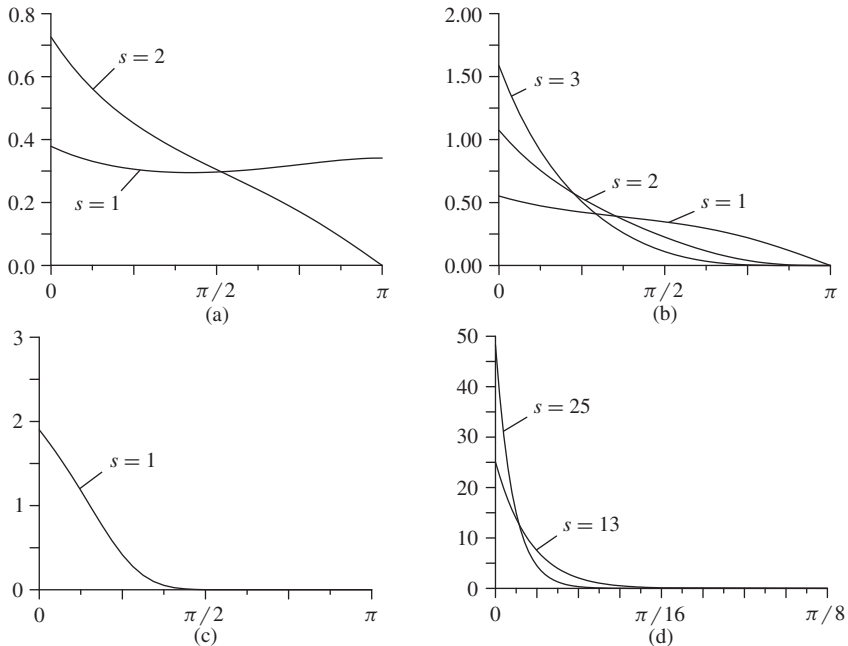 0.8
0.6
0.4
0.2
0.0
s = 2
s = 1
0
π/2
π
(a)
2.00
1.50
1.00
0.50
0.00
s = 3
s = 2
s = 1
0
π/2
π
(b)
3
2
1
0
s = 1
0
π/2
π
(c)
50
40
30
20
10
0
s = 25
s = 13
0
π/16
π/8
(d)